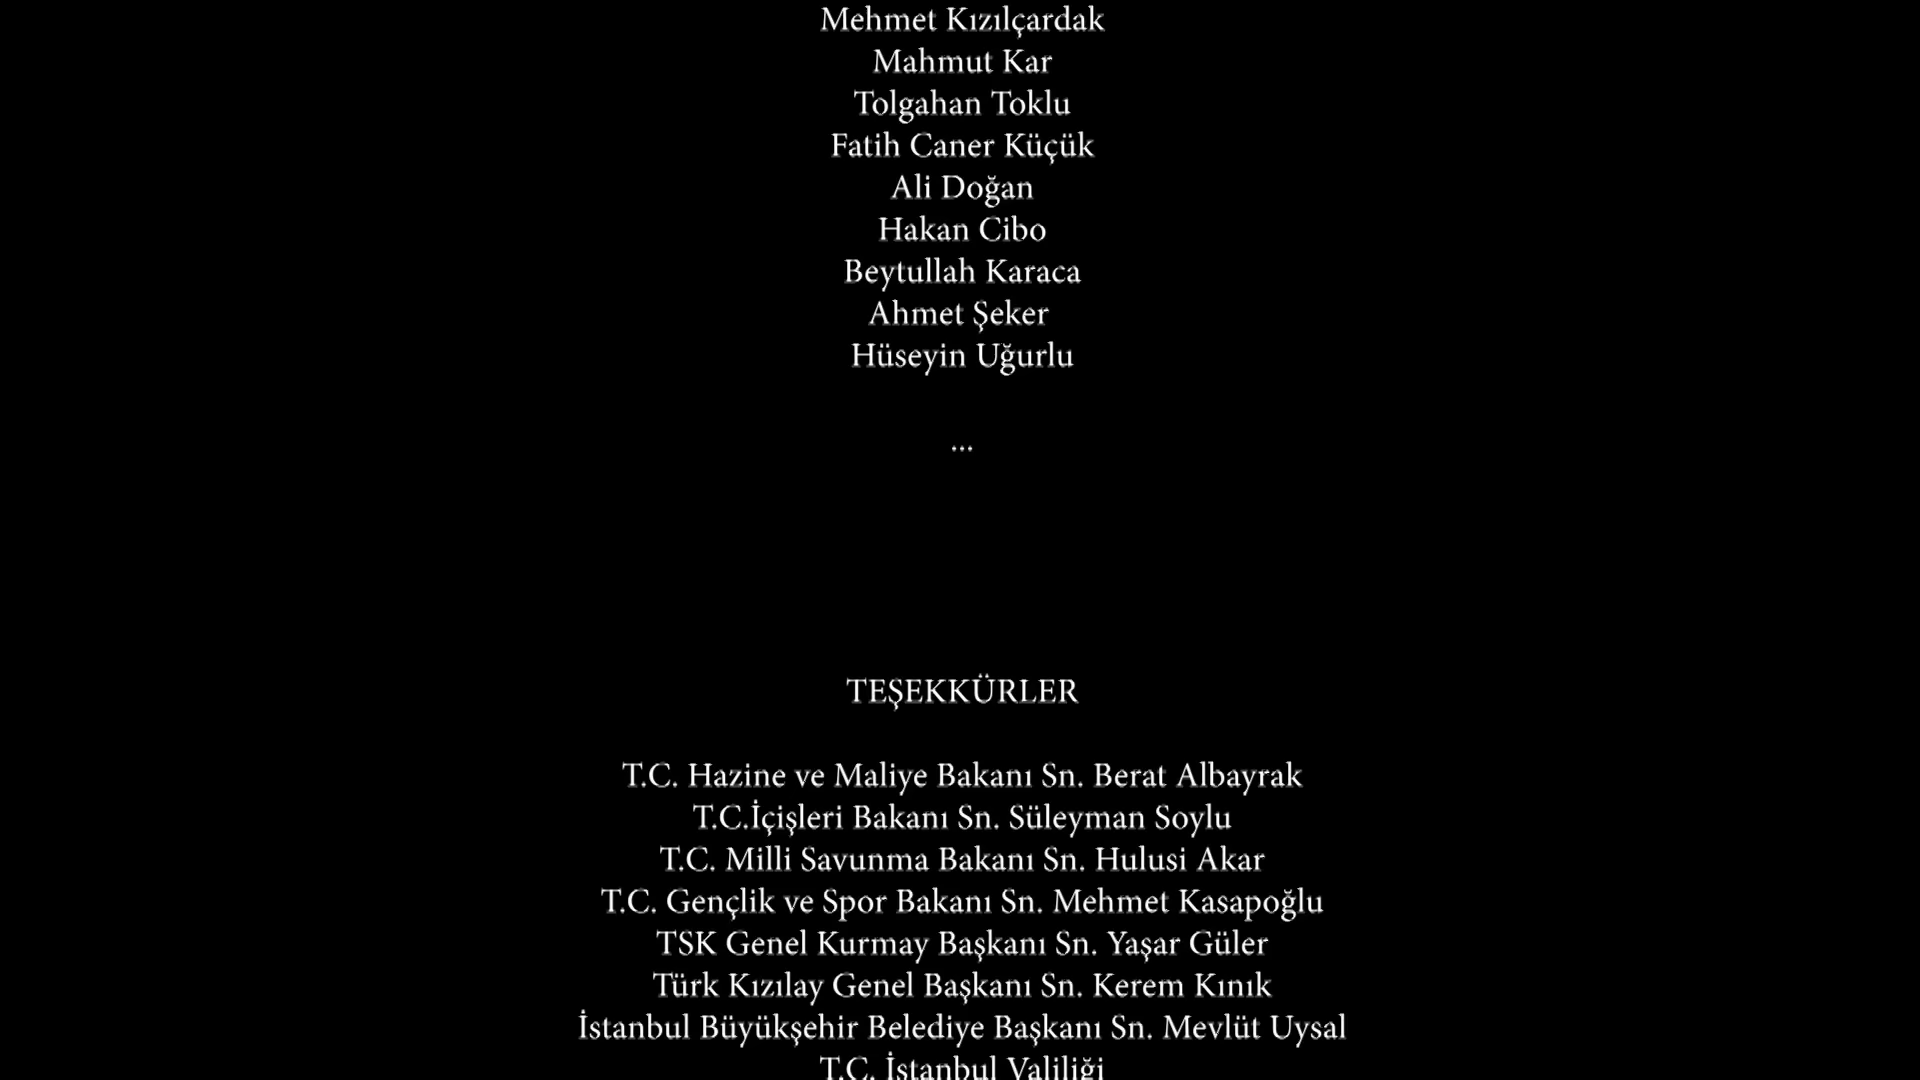 Mehmet Kızılçardak
Mahmut Kar
Tolgahan Toklu
Fatih Caner Küçük
Ali Doğan
Hakan Cibo
Beytullah Karaca
Ahmet Şeker
Hüseyin Uğurlu
...
TEŞEKKÜRLER
T.C. Hazine ve Maliye Bakanı Sn. Berat Albayrak
T.C.İçişleri Bakanı Sn. Süleyman Soylu
T.C. Milli Savunma Bakanı Sn. Hulusi Akar
T.C. Gençlik ve Spor Bakanı Sn. Mehmet Kasapoğlu
TSK Genel Kurmay Başkanı Sn. Yaşar Güler
Türk Kızılay Genel Başkanı Sn. Kerem Kınık
İstanbul Büyükşehir Belediye Başkanı Sn. Mevlüt Uysal
T.C. İstanbul Valiliği